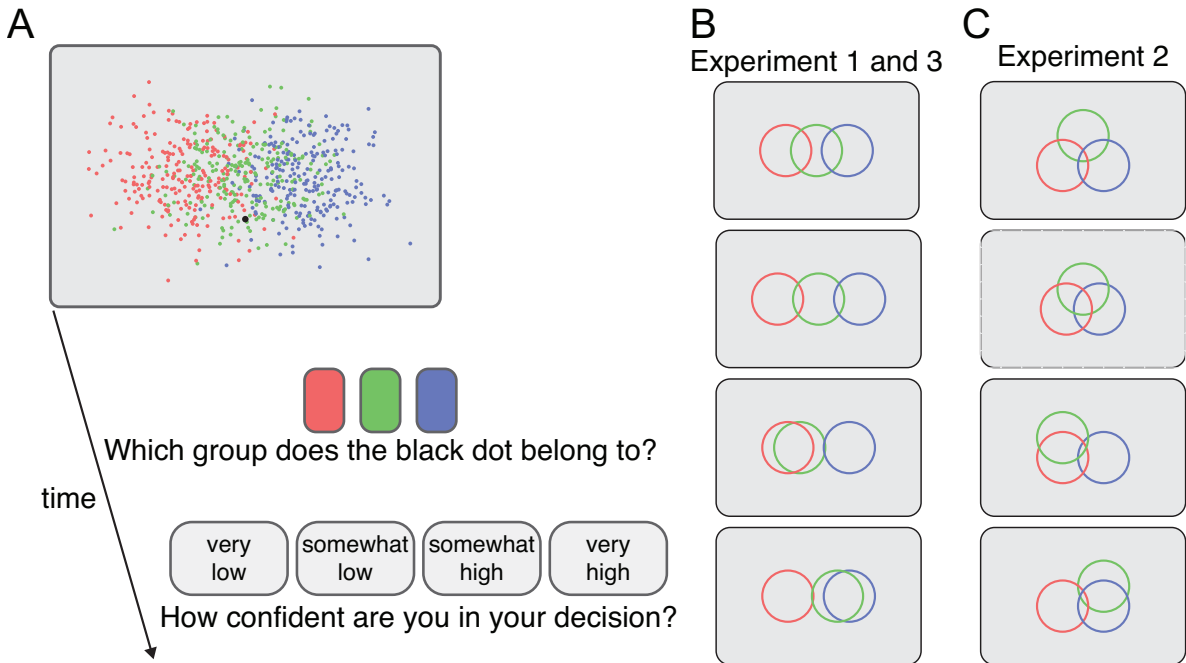 A
Which group does the black dot belong to?
time
very
low
somewhat
low
somewhat
high
very
high
How confident are you in your decision?
B
Experiment 1 and 3
C
Experiment 2